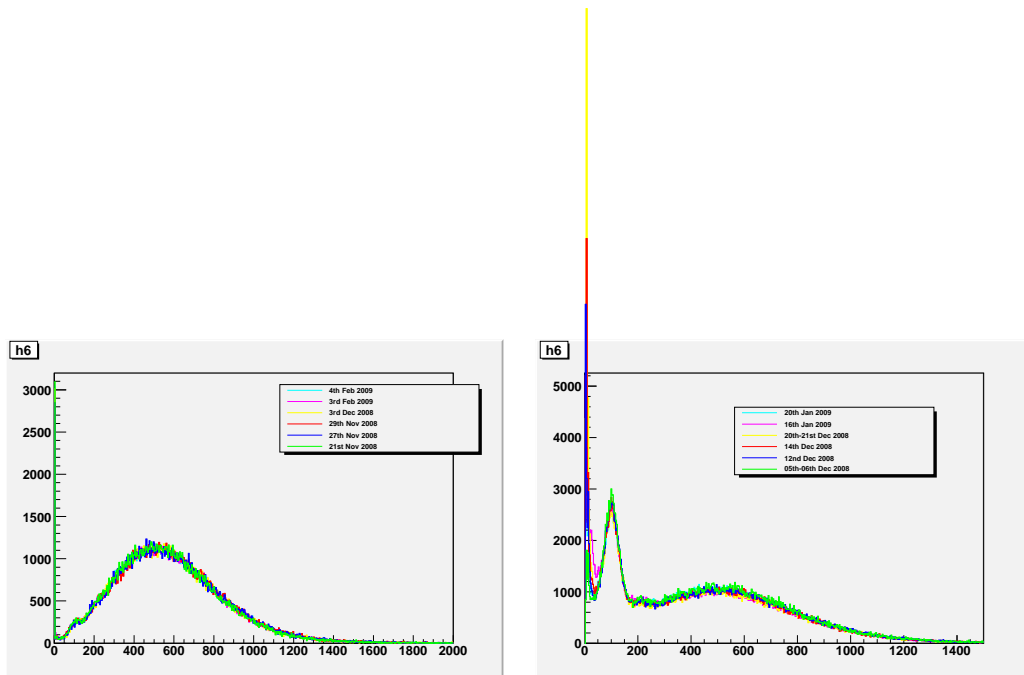 h6
3000
2500
2000
1500
1000
500
0
0 200 400 600 800 1000 1200 1400 1600 1800 2000
4th Feb 2009
3rd Feb 2009
3rd Dec 2008
29th Nov 2008
27th Nov 2008
21st Nov 2008
h6
5000
4000
3000
2000
1000
0
0 200 400 600 800 1000 1200 1400
20th Jan 2009
16th Jan 2009
20th-21st Dec 2008
14th Dec 2008
12nd Dec 2008
05th-06th Dec 2008